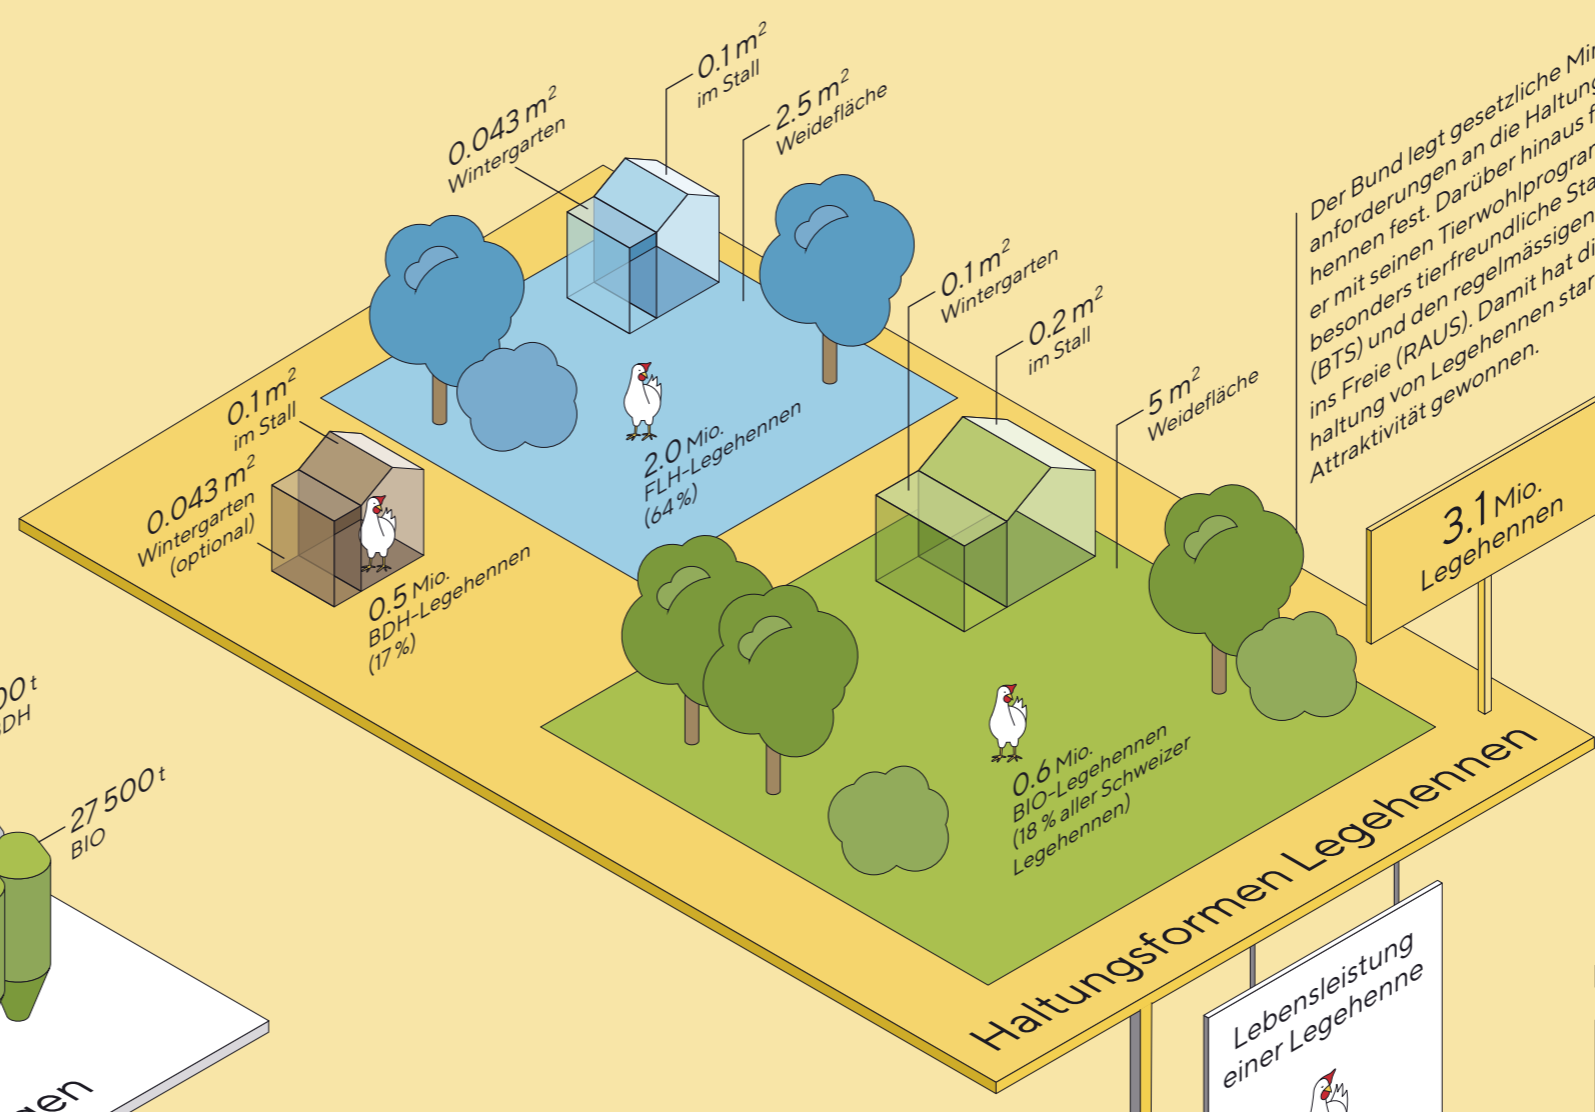 0.1 m²
im Stall
0.043 m²
Wintergarten
2.5 m²
Weidefläche
2.0 Mio.
FLH-Legehennen
(64 %)
0.1 m²
im Stall
0.043 m²
Wintergarten
(optional)
0.5 Mio.
BDH-Legehennen
(17 %)
0.1 m²
Wintergarten
0.2 m²
im Stall
5 m²
Weidefläche
0.6 Mio.
BIO-Legehennen
(18 % aller Schweizer
Legehennen)
Der Bund legt gesetzliche
anforderungen an die Haltung
hennen fest. Darüber hinaus
er mit seinen
besonders tierfreundliche
(BTS) und den regelmässigen
ins Freie (RAUS). Damit hat
haltung von Legehennen
Attraktivität gewonnen.
3.1 Mio.
Legehennen
Haltungsformen Legehennen
27 500 t
BIO
Lebensleistung
einer Legehenne